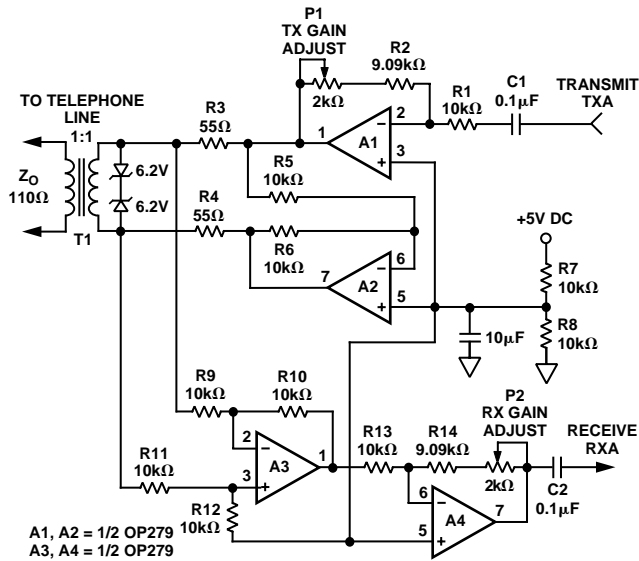 P1
TX GAIN
ADJUST
2kΩ
R2
9.09kΩ
R1
10kΩ
C1
0.1µF
TRANSMIT
TXA
TO TELEPHONE
LINE
1:1
ZO
110Ω
T1
6.2V
6.2V
R3
55Ω
1
A1
2
3
R5
10kΩ
R4
55Ω
R6
10kΩ
7
A2
6
5
+5V DC
R7
10kΩ
R8
10kΩ
10µF
R9
10kΩ
R10
10kΩ
R11
10kΩ
2
3
A3
1
R12
10kΩ
R13
10kΩ
R14
9.09kΩ
P2
RX GAIN
ADJUST
2kΩ
6
5
A4
7
RECEIVE
RXA
C2
0.1µF
A1, A2 = 1/2 OP279
A3, A4 = 1/2 OP279